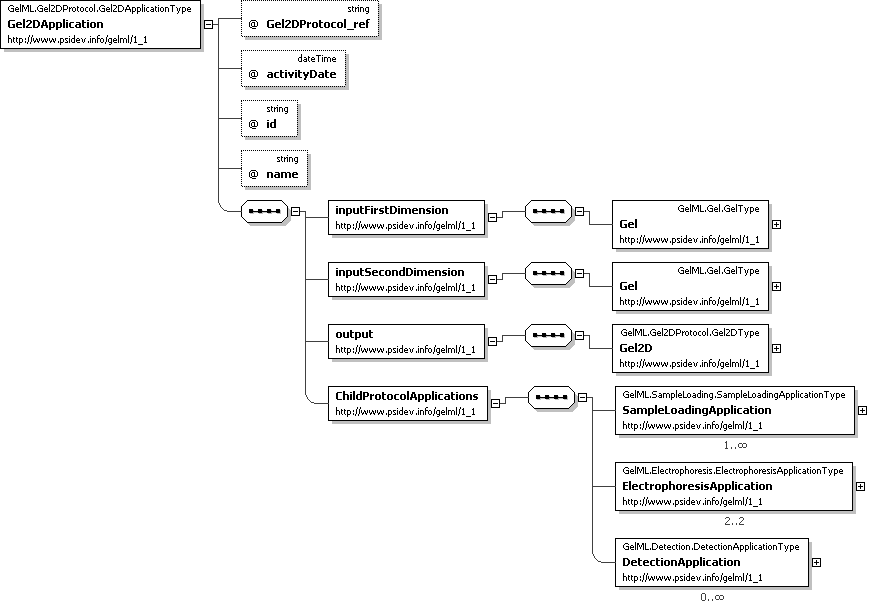 GelML.Gel2DProtocol.Gel2DApplicationType
Gel2DApplication
http://www.psidev.info/gelml/1_1
string
@ Gel2DProtocol_ref
dateTime
@ activityDate
string
@ id
string
@ name
inputFirstDimension
http://www.psidev.info/gelml/1_1
GelML.Gel.GelType
Gel
http://www.psidev.info/gelml/1_1
inputSecondDimension
http://www.psidev.info/gelml/1_1
GelML.Gel.GelType
Gel
http://www.psidev.info/gelml/1_1
output
http://www.psidev.info/gelml/1_1
GelML.Gel2DProtocol.Gel2DType
Gel2D
http://www.psidev.info/gelml/1_1
ChildProtocolApplications
http://www.psidev.info/gelml/1_1
GelML.SampleLoading.SampleLoadingApplicationType
SampleLoadingApplication
http://www.psidev.info/gelml/1_1
1..∞
GelML.Electrophoresis.ElectrophoresisApplicationType
ElectrophoresisApplication
http://www.psidev.info/gelml/1_1
2..2
GelML.Detection.DetectionApplicationType
DetectionApplication
http://www.psidev.info/gelml/1_1
0..∞